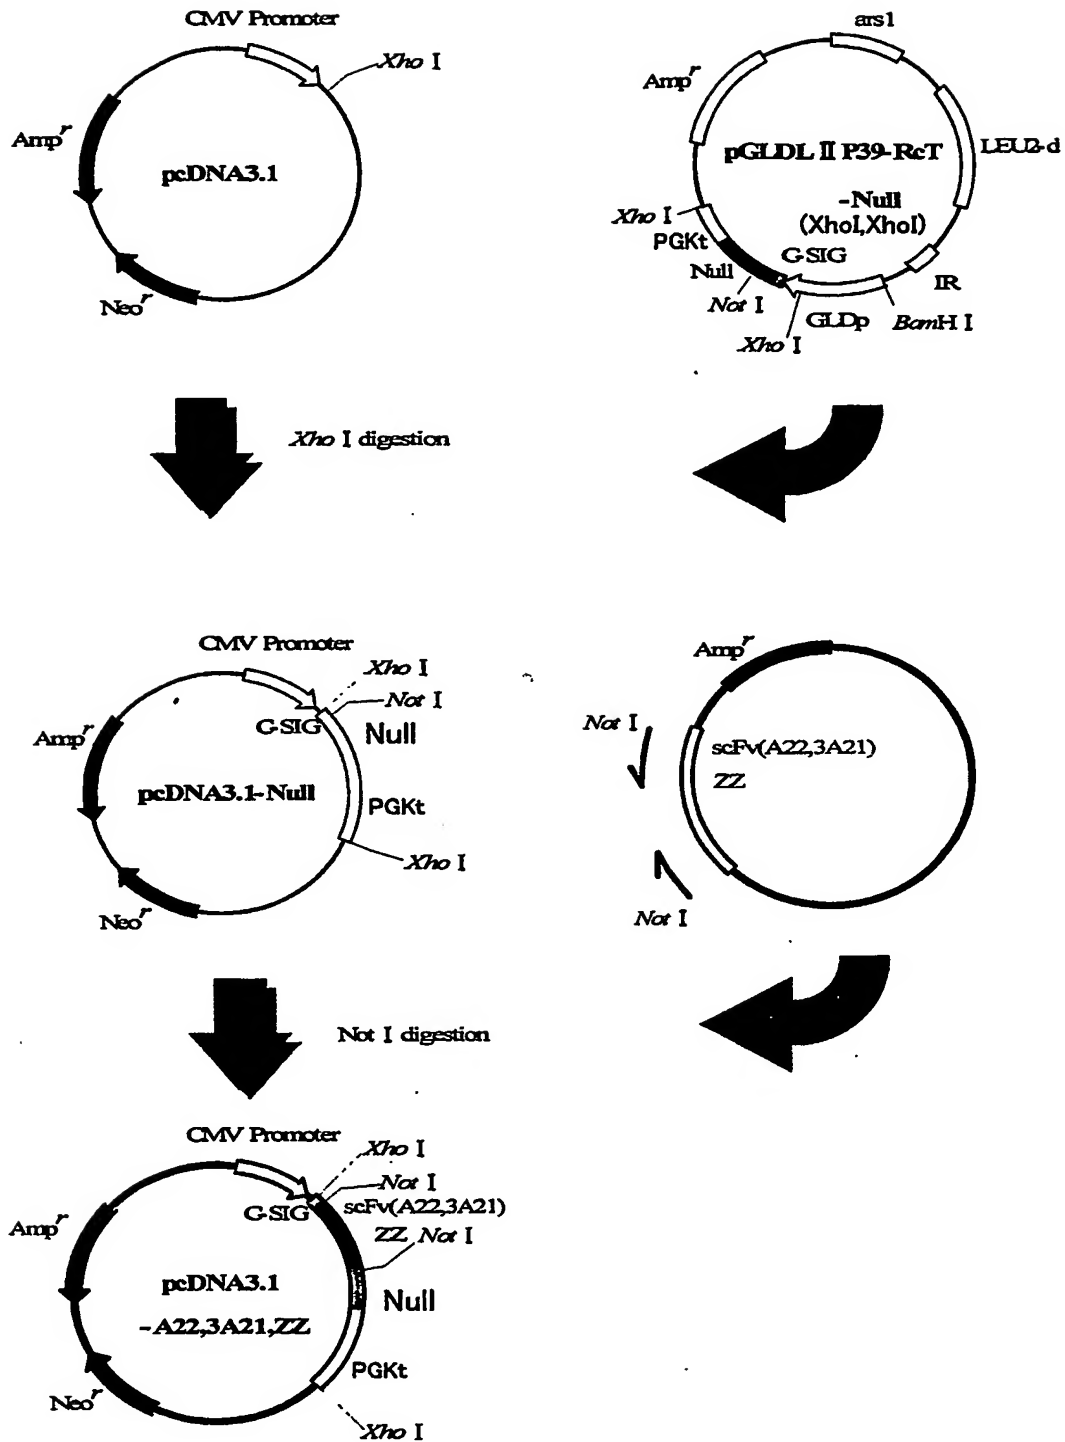 CMV Promoter
Xho I
Amp^r
pcDNA3.1
Neo^r
ars1
Amp^r
LEU2-d
pGLDL II P39-RcT
-Null
(XhoI,XhoI)
Xho I
PGKt
G-SIG
Null
Not I
IR
GLDp
BamH I
Xho I
Xho I digestion
CMV Promoter
Xho I
Not I
G-SIG
Null
Amp^r
pcDNA3.1-Null
PGKt
Xho I
Neo^r
Amp^r
Not I
scFv(A22,3A21)
ZZ
Not I
Not I digestion
CMV Promoter
Xho I
Not I
G-SIG
scFv(A22,3A21)
Amp^r
ZZ Not I
pcDNA3.1
Null
-A22,3A21,ZZ
PGKt
Neo^r
Xho I